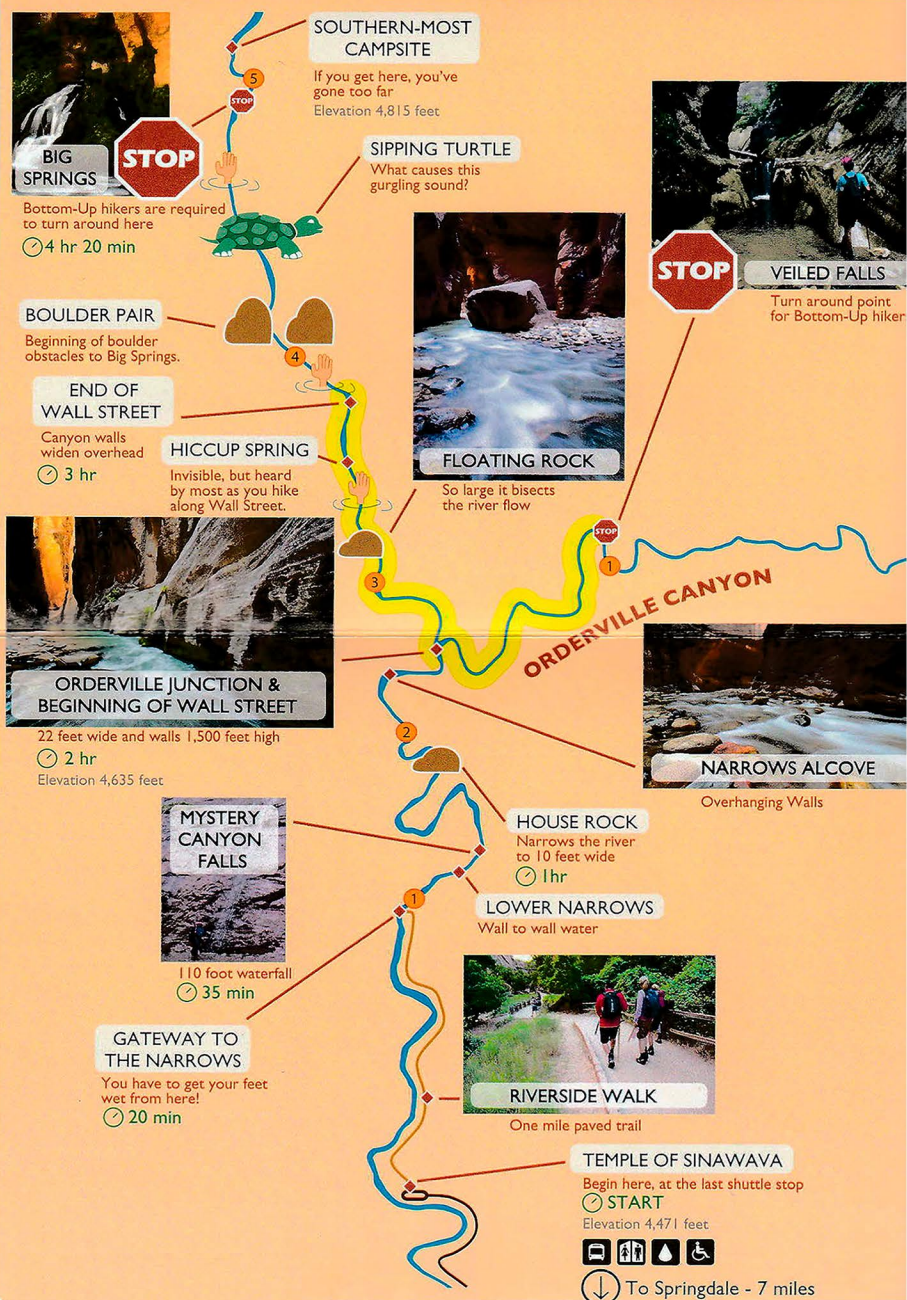 SOUTHERN-MOST
CAMPSITE
If you get here, you've
gone too far
Elevation 4,815 feet
5
STOP
BIG
SPRINGS
STOP
Bottom-Up hikers are required
to turn around here
4 hr 20 min
SIPPING TURTLE
What causes this
gurgling sound?
STOP
VEILED FALLS
Turn around point
for Bottom-Up hiker
BOULDER PAIR
Beginning of boulder
obstacles to Big Springs.
4
END OF
WALL STREET
Canyon walls
widen overhead
3 hr
HICCUP SPRING
Invisible, but heard
by most as you hike
along Wall Street.
FLOATING ROCK
So large it bisects
the river flow
STOP
1
3
ORDERVILLE CANYON
ORDERVILLE JUNCTION &
BEGINNING OF WALL STREET
22 feet wide and walls 1,500 feet high
2 hr
Elevation 4,635 feet
2
NARROWS ALCOVE
Overhanging Walls
MYSTERY
CANYON
FALLS
110 foot waterfall
35 min
HOUSE ROCK
Narrows the river
to 10 feet wide
1hr
1
LOWER NARROWS
Wall to wall water
GATEWAY TO
THE NARROWS
You have to get your feet
wet from here!
20 min
RIVERSIDE WALK
One mile paved trail
TEMPLE OF SINAWAVA
Begin here, at the last shuttle stop
START
Elevation 4,471 feet
To Springdale - 7 miles